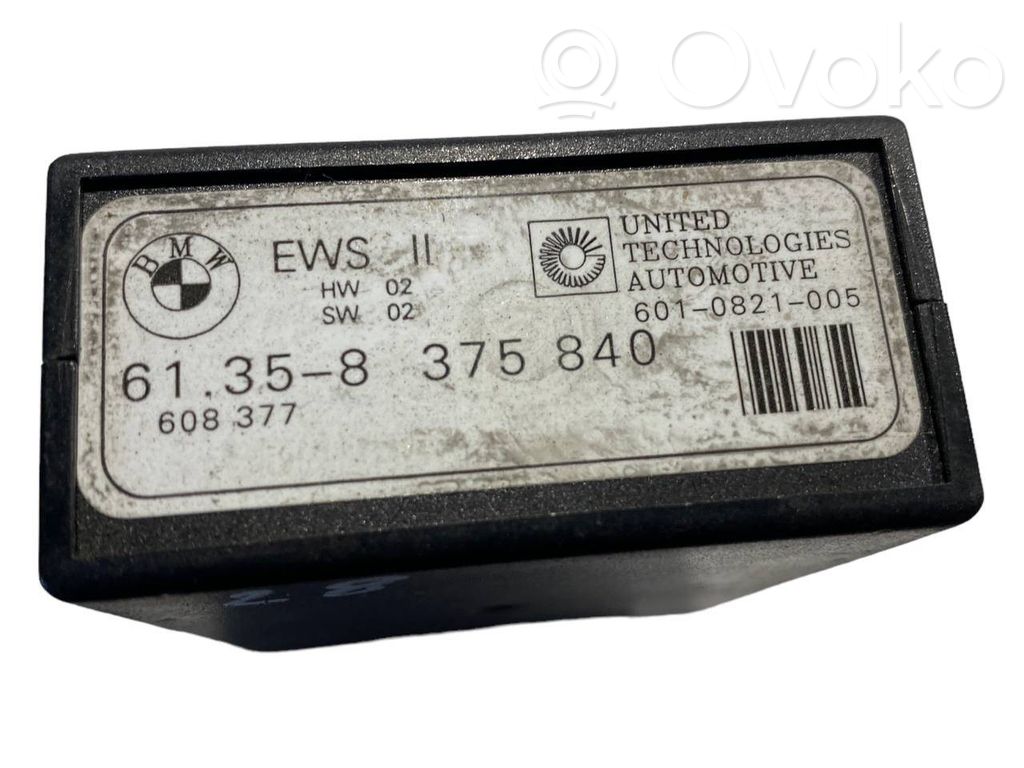 Ovoko
BMW
EWS II
HW 02
SW 02
UNITED
TECHNOLOGIES
AUTOMOTIVE
601-0821-005
61.35-8 375 840
608 377
28